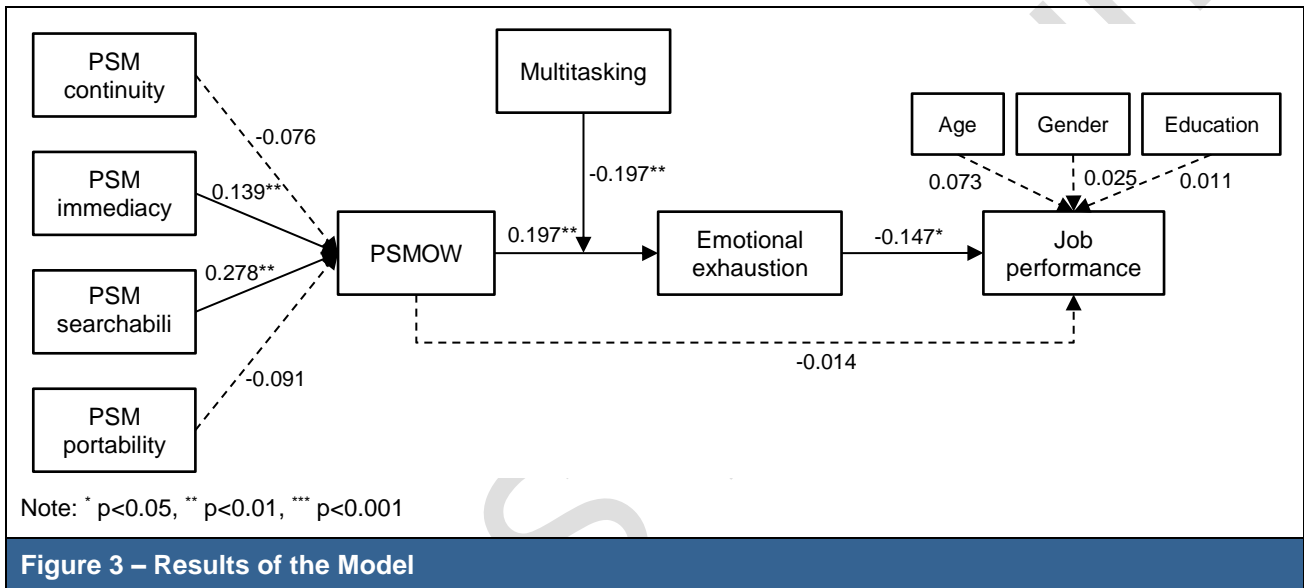 PSM
continuity
Multitasking
Age
Gender
Education
-0.076
PSM
immediacy
0.139**
-0.197**
0.073
0.025
0.011
PSMOW
0.197**
Emotional
exhaustion
-0.147*
Job
performance
0.278**
PSM
searchabili
-0.014
-0.091
PSM
portability
Note: * p<0.05, ** p<0.01, *** p<0.001
Figure 3 – Results of the Model